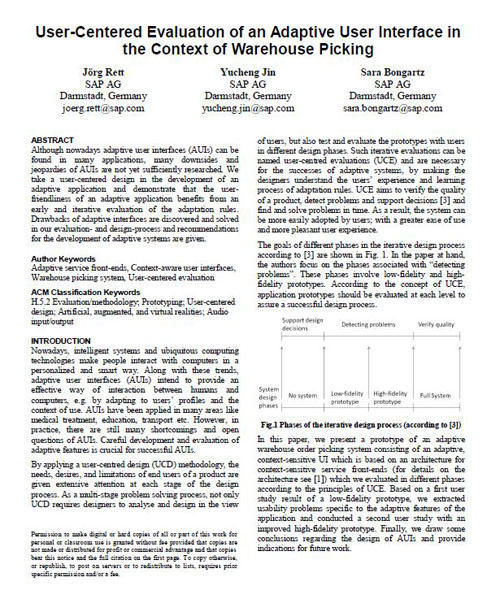 User-Centered Evaluation of an Adaptive User Interface in
the Context of Warehouse Picking
Jörg Rett
SAP AG
Darmstadt, Germany
joerg.rett@sap.com
Yucheng Jin
SAP AG
Darmstadt, Germany
yucheng.jin@sap.com
Sara Bongartz
SAP AG
Darmstadt, Germany
sara.bongartz@sap.com
ABSTRACT
Although nowadays adaptive user interfaces (AUIs) can be
found in many applications, many downsides and
jeopardies of AUIs are not yet sufficiently researched. We
take a user-centered design in the development of an
adaptive application and demonstrate that the user-
friendliness of an adaptive application benefits from an
early and iterative evaluation of the adaptation rules.
Drawbacks of adaptive interfaces are discovered and solved
in our evaluation- and design-process and recommendations
for the development of adaptive systems are given.
Author Keywords
Adaptive service front-ends, Context-aware user interfaces,
Warehouse picking system, User-centered evaluation
ACM Classification Keywords
H.5.2 Evaluation/methodology; Prototyping; User-centered
design; Artificial, augmented, and virtual realities; Audio
input/output
INTRODUCTION
Nowadays, intelligent systems and ubiquitous computing
technologies make people interact with computers in a
personalized and smart way. Along with these trends,
adaptive user interfaces (AUIs) intend to provide an
effective way of interaction between humans and
computers, e.g. by adapting to users' profiles and the
context of use. AUIs have been applied in many areas like
medical treatment, education, transport etc. However, in
practice, there are still many shortcomings and open
questions of AUIs. Careful development and evaluation of
adaptive features is crucial for successful AUIs.
By applying a user-centred design (UCD) methodology, the
needs, desires, and limitations of end users of a product are
given extensive attention at each stage of the design
process. As a multi-stage problem solving process, not only
UCD requires designers to analyse and design in the view
Permission to make digital or hard copies of all or part of this work for
personal or classroom use is granted without fee provided that copies are
not made or distributed for profit or commercial advantage and that copies
bear this notice and the full citation on the first page. To copy otherwise,
or republish, to post on servers or to redistribute to lists, requires prior
specific permission and/or a fee.
of users, but also test and evaluate the prototypes with users
in different design phases. Such iterative evaluations can be
named user-centred evaluations (UCE) and are necessary
for the successes of adaptive systems, by making the
designers understand the users' experience and learning
process of adaptation rules. UCE aims to verify the quality
of a product, detect problems and support decisions [3] and
find and solve problems in time. As a result, the system can
be more easily adopted by users; with a greater ease of use
and more pleasant user experience.
The goals of different phases in the iterative design process
according to [3] are shown in Fig. 1. In the paper at hand,
the authors focus on the phases associated with "detecting
problems". These phases involve low-fidelity and high-
fidelity prototypes. According to the concept of UCE,
application prototypes should be evaluated at each level to
assure a successful design process.
Support design
decisions
Detecting problems
Verify quality
System
design
phases
No system
Low-fidelity
prototype
High-fidelity
prototype
Full System
Fig.1 Phases of the iterative design process (according to [3])
In this paper, we present a prototype of an adaptive
warehouse order picking system consisting of an adaptive,
context-sensitive UI which is based on an architecture for
context-sensitive service front-ends (for details on the
architecture see [1]) which we evaluated in different phases
according to the principles of UCE. Based on a first user
study result of a low-fidelity prototype, we extracted
usability problems specific to the adaptive features of the
application and conducted a second user study with an
improved high-fidelity prototype. Finally, we draw some
conclusions regarding the design of AUIs and provide
indications for future work.